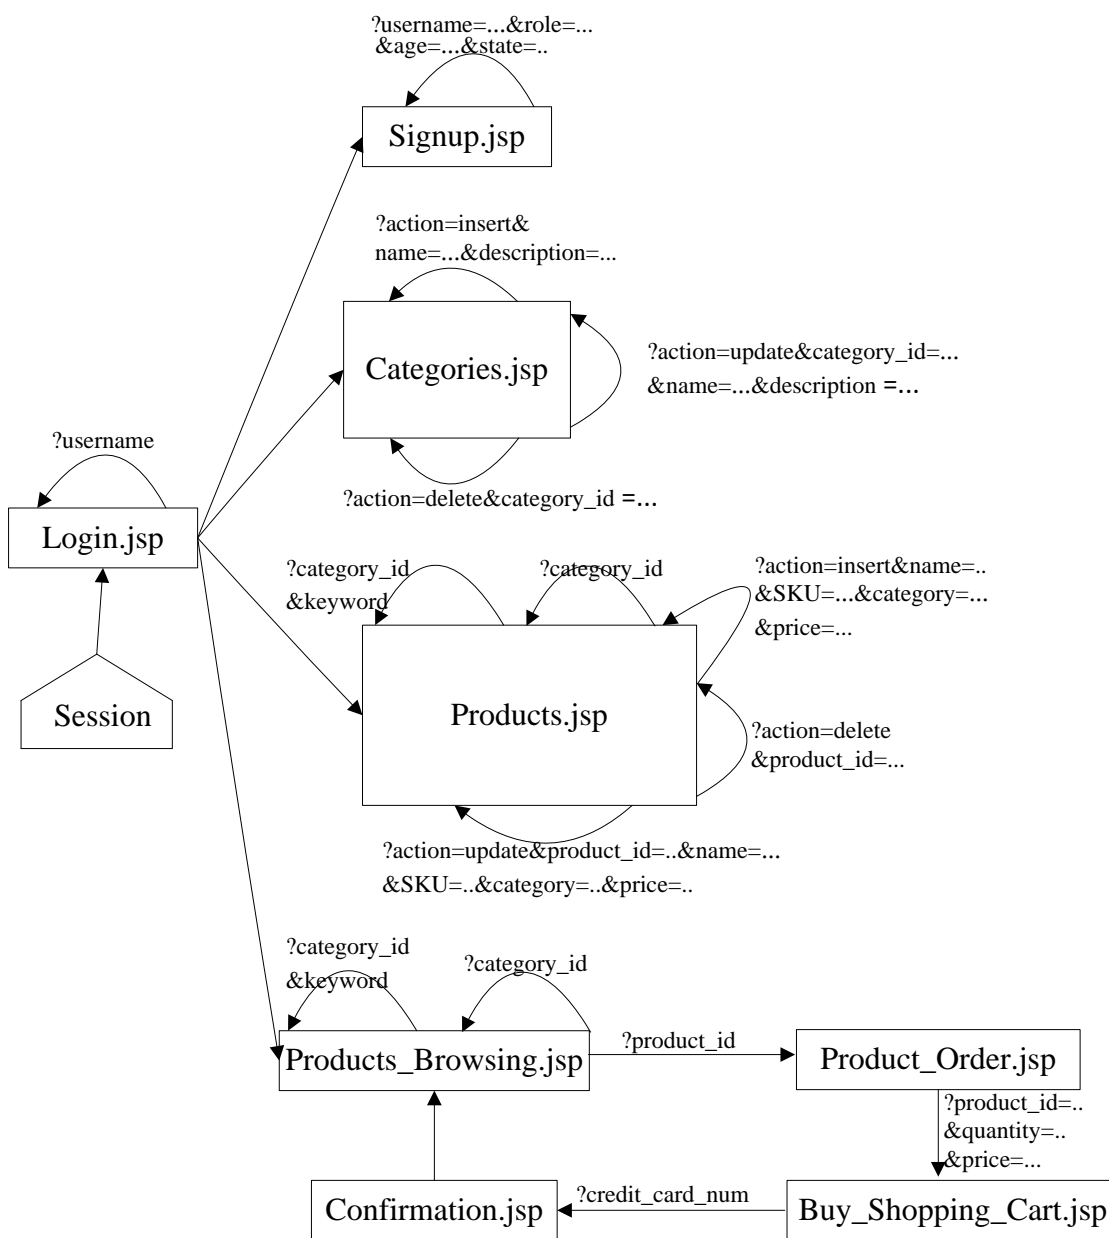 ?username=...&role=...
&age=...&state=..
Signup.jsp
?action=insert&
name=...&description=...
Categories.jsp
?action=update&category_id=...
&name=...&description =...
?action=delete&category_id =...
?username
Login.jsp
Session
?category_id
&keyword
?category_id
?action=insert&name=..
&SKU=...&category=...
&price=...
Products.jsp
?action=delete
&product_id=...
?action=update&product_id=..&name=...
&SKU=..&category=..&price=..
?category_id
&keyword
?category_id
Products_Browsing.jsp
?product_id
Product_Order.jsp
?product_id=..
&quantity=..
&price=...
Confirmation.jsp
?credit_card_num
Buy_Shopping_Cart.jsp